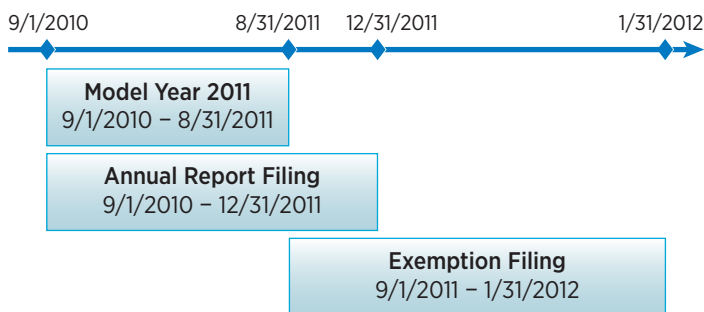 9/1/2010 8/31/2011 12/31/2011 1/31/2012
Model Year 2011
9/1/2010 – 8/31/2011
Annual Report Filing
9/1/2010 – 12/31/2011
Exemption Filing
9/1/2011 – 1/31/2012